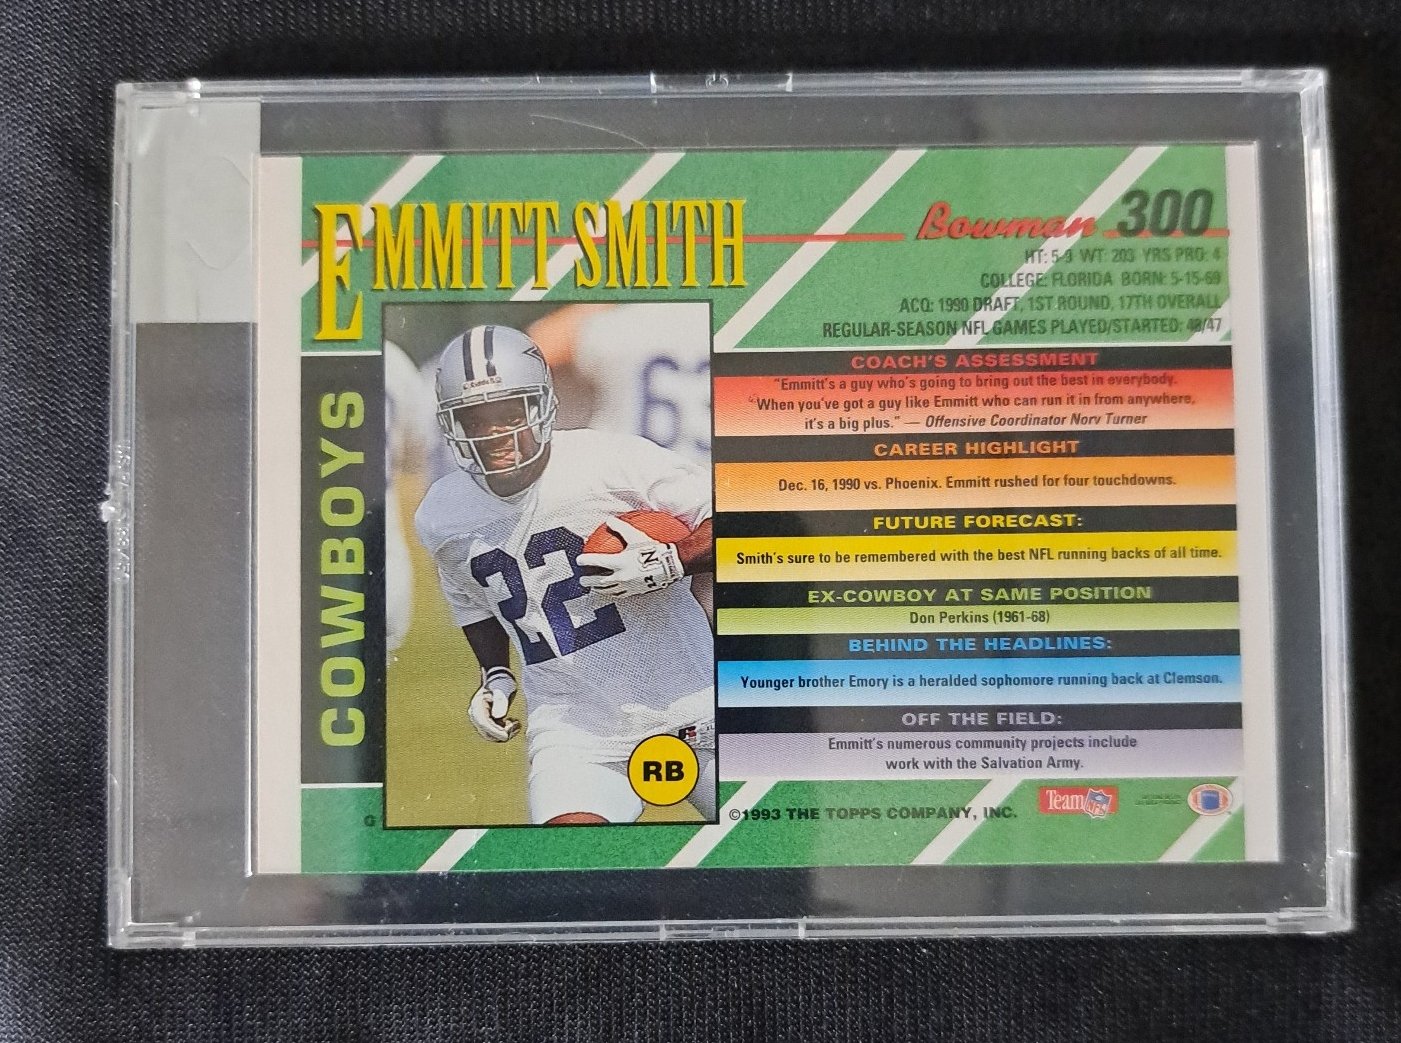 EMMITT SMITH
Bowman 300
HT: 5-9 WT: 203 YRS PRO: 4
COLLEGE: FLORIDA BORN: 5-15-69
ACQ: 1990 DRAFT, 1ST ROUND, 17TH OVERALL
REGULAR-SEASON NFL GAMES PLAYED/STARTED: 48/47
COWBOYS
22
63
N
RB
COACH'S ASSESSMENT
"Emmitt's a guy who's going to bring out the best in everybody.
"When you've got a guy like Emmitt who can run it in from anywhere,
it's a big plus." — Offensive Coordinator Norv Turner
CAREER HIGHLIGHT
Dec. 16, 1990 vs. Phoenix. Emmitt rushed for four touchdowns.
FUTURE FORECAST:
Smith's sure to be remembered with the best NFL running backs of all time.
EX-COWBOY AT SAME POSITION
Don Perkins (1961-68)
BEHIND THE HEADLINES:
Younger brother Emory is a heralded sophomore running back at Clemson.
OFF THE FIELD:
Emmitt's numerous community projects include
work with the Salvation Army.
G
©1993 THE TOPPS COMPANY, INC.
Team NFL